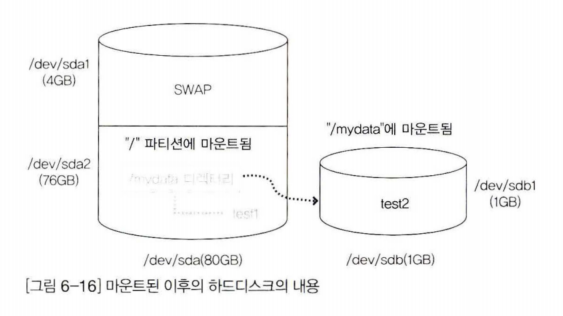 /dev/sda1
(4GB)
SWAP
"/" 파티션에 마운트됨
"/mydata"에 마운트됨
/dev/sda2
(76GB)
/mydata 디렉터리
test1
test2
/dev/sdb1
(1GB)
/dev/sda(80GB)
/dev/sdb(1GB)
[그림 6-16] 마운트된 이후의 하드디스크의 내용